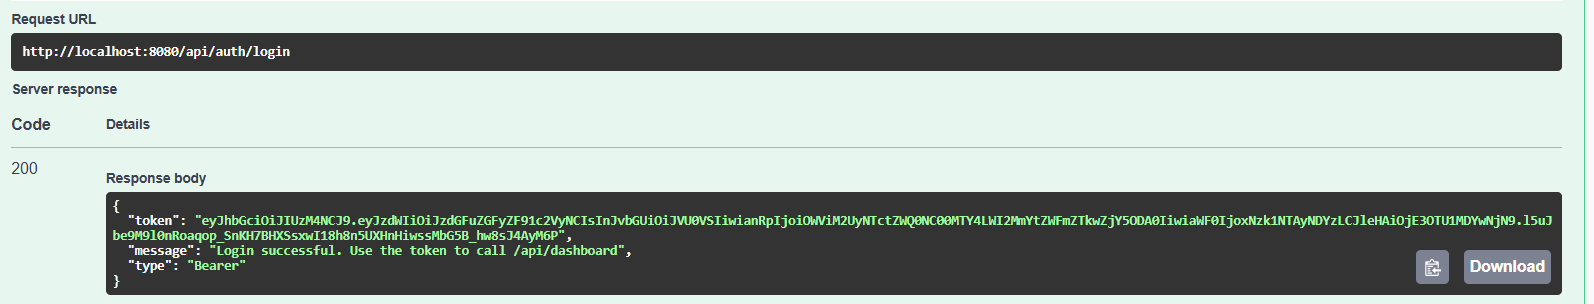 Request URL
http://localhost:8080/api/auth/login
Server response
Code Details
200
Response body
{
"token": "eyJhbGciOiJIUzM4NCJ9.eyJzdWIiOiJzdGFuZGFyZF91c2VyNCIsInJvbGUiOiJVU0VSIiwianRpIjoiOWViM2UyNTctZWQ0NC00MTY4LWI2MmYtZWFmZTkwZjY5ODA0IiwiaWF0IjoxNzk1NTAyNDYzLCJleHAiOjE3OTU1MDYwNjN9.l5uJ
be9M9l0nRoaqop_SnKH7BHXSsxwI18h8n5UXHnHiwssMbG5B_hw8sJ4AyM6P",
"message": "Login successful. Use the token to call /api/dashboard",
"type": "Bearer"
}
Download